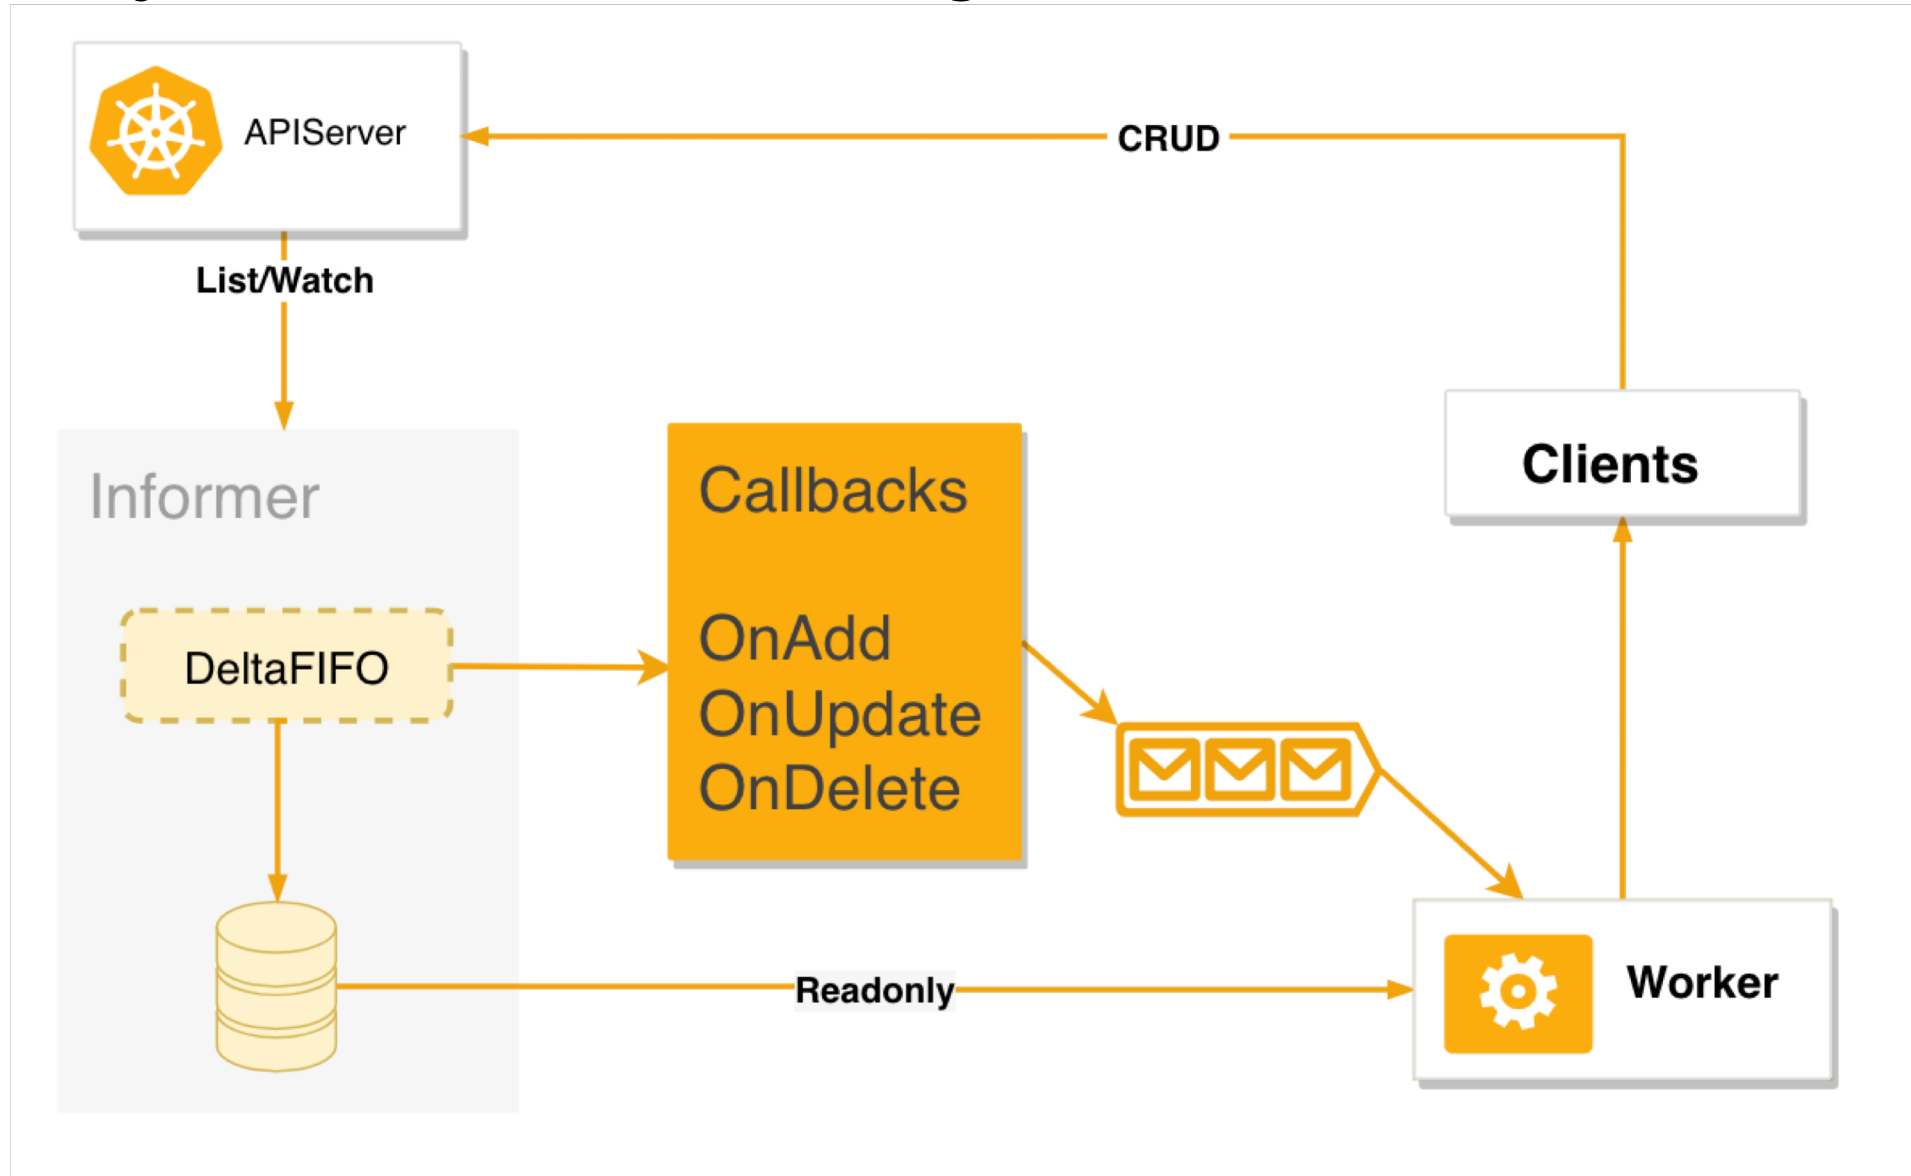 APIServer
CRUD
List/Watch
Informer
Callbacks
Clients
OnAdd
DeltaFIFO
OnUpdate
OnDelete
Readonly
Worker